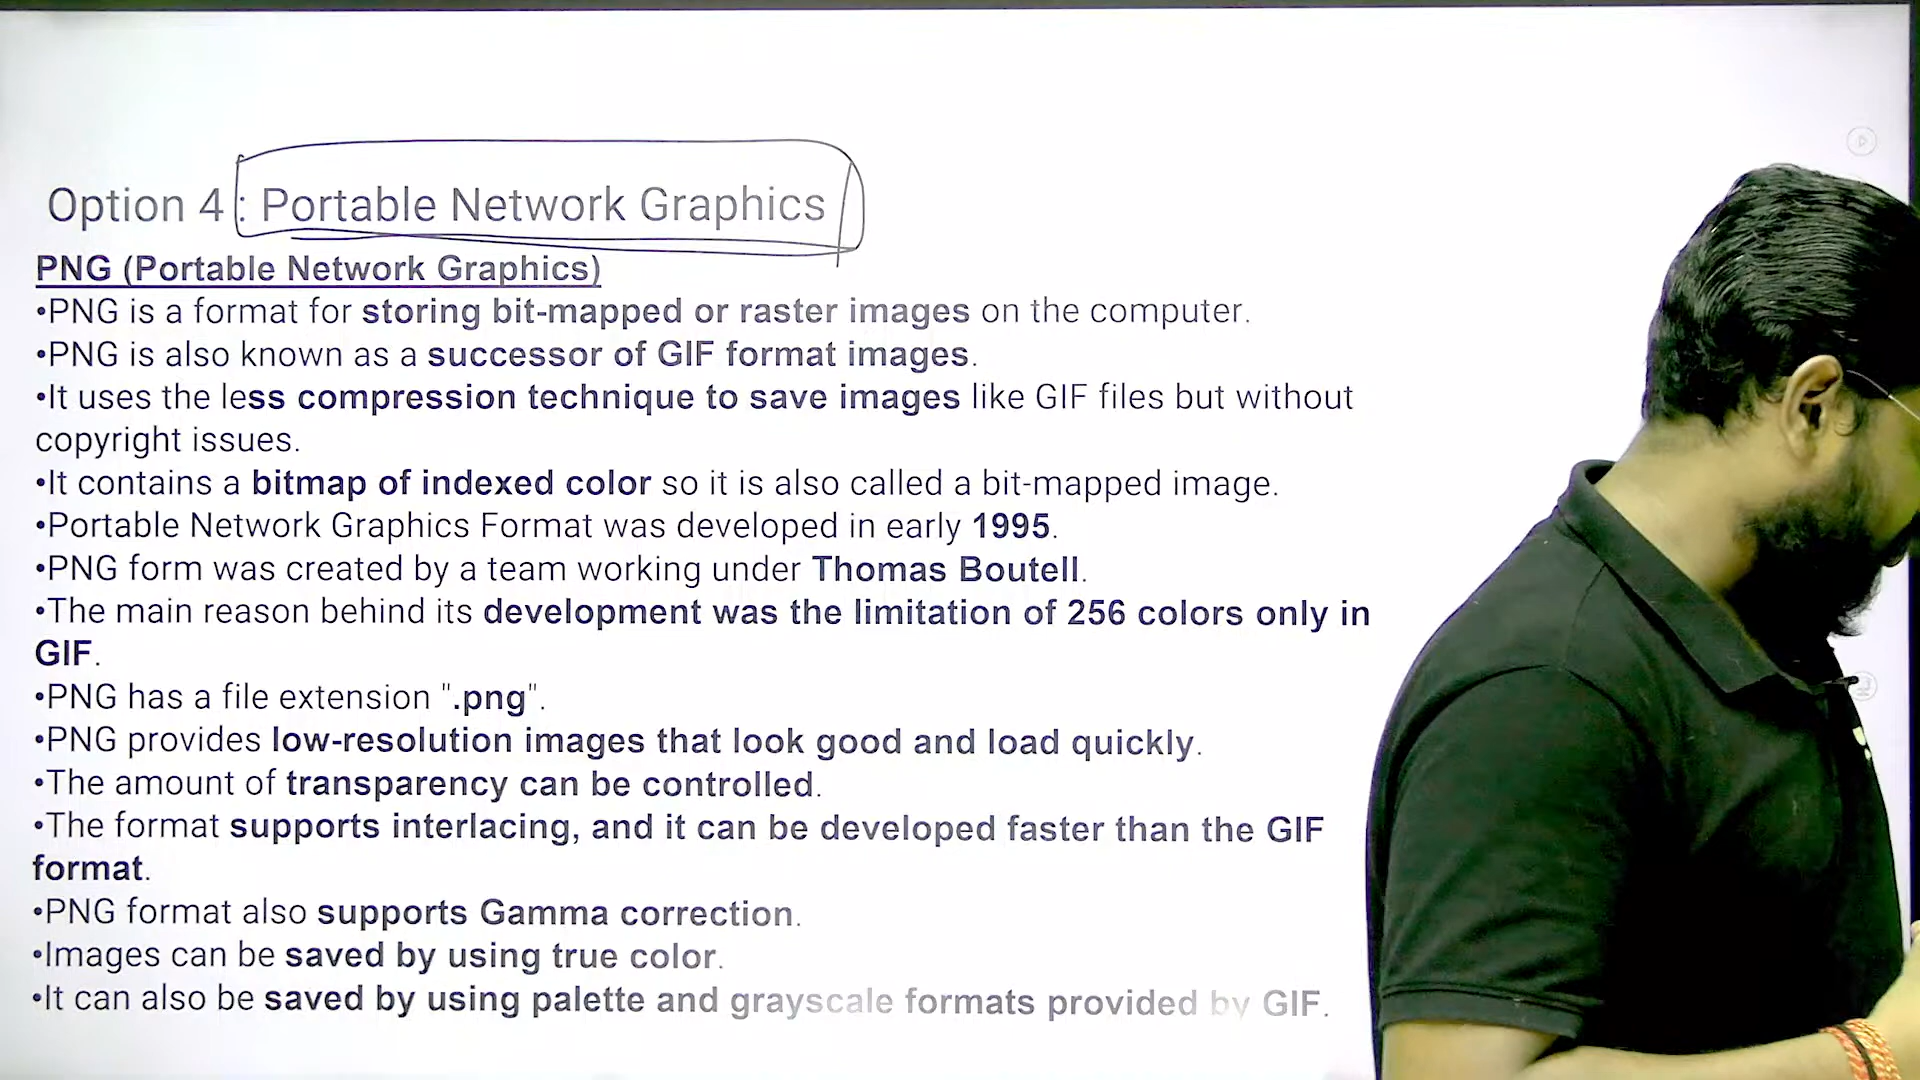 Option 4 : Portable Network Graphics
PNG (Portable Network Graphics)
•PNG is a format for storing bit-mapped or raster images on the computer.
•PNG is also known as a successor of GIF format images.
•It uses the less compression technique to save images like GIF files but without
copyright issues.
•It contains a bitmap of indexed color so it is also called a bit-mapped image.
•Portable Network Graphics Format was developed in early 1995.
•PNG form was created by a team working under Thomas Boutell.
•The main reason behind its development was the limitation of 256 colors only in
GIF.
•PNG has a file extension ".png".
•PNG provides low-resolution images that look good and load quickly.
•The amount of transparency can be controlled.
•The format supports interlacing, and it can be developed faster than the GIF
format.
•PNG format also supports Gamma correction.
•Images can be saved by using true color.
•It can also be saved by using palette and grayscale formats provided by GIF.